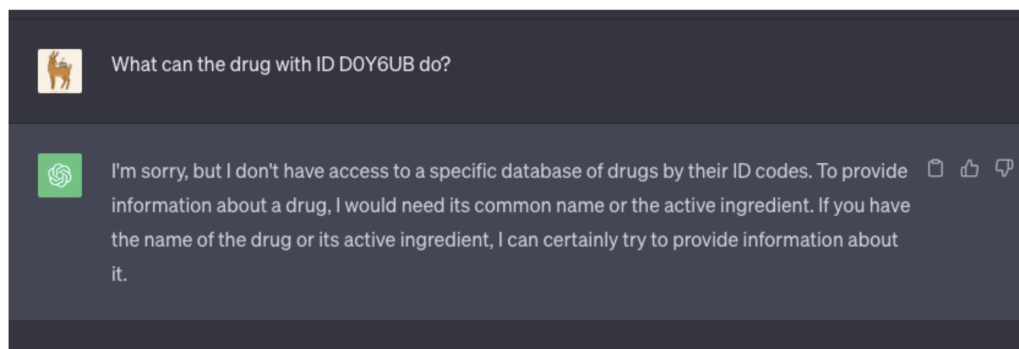 What can the drug with ID D0Y6UB do?
I'm sorry, but I don't have access to a specific database of drugs by their ID codes. To provide
information about a drug, I would need its common name or the active ingredient. If you have
the name of the drug or its active ingredient, I can certainly try to provide information about
it.